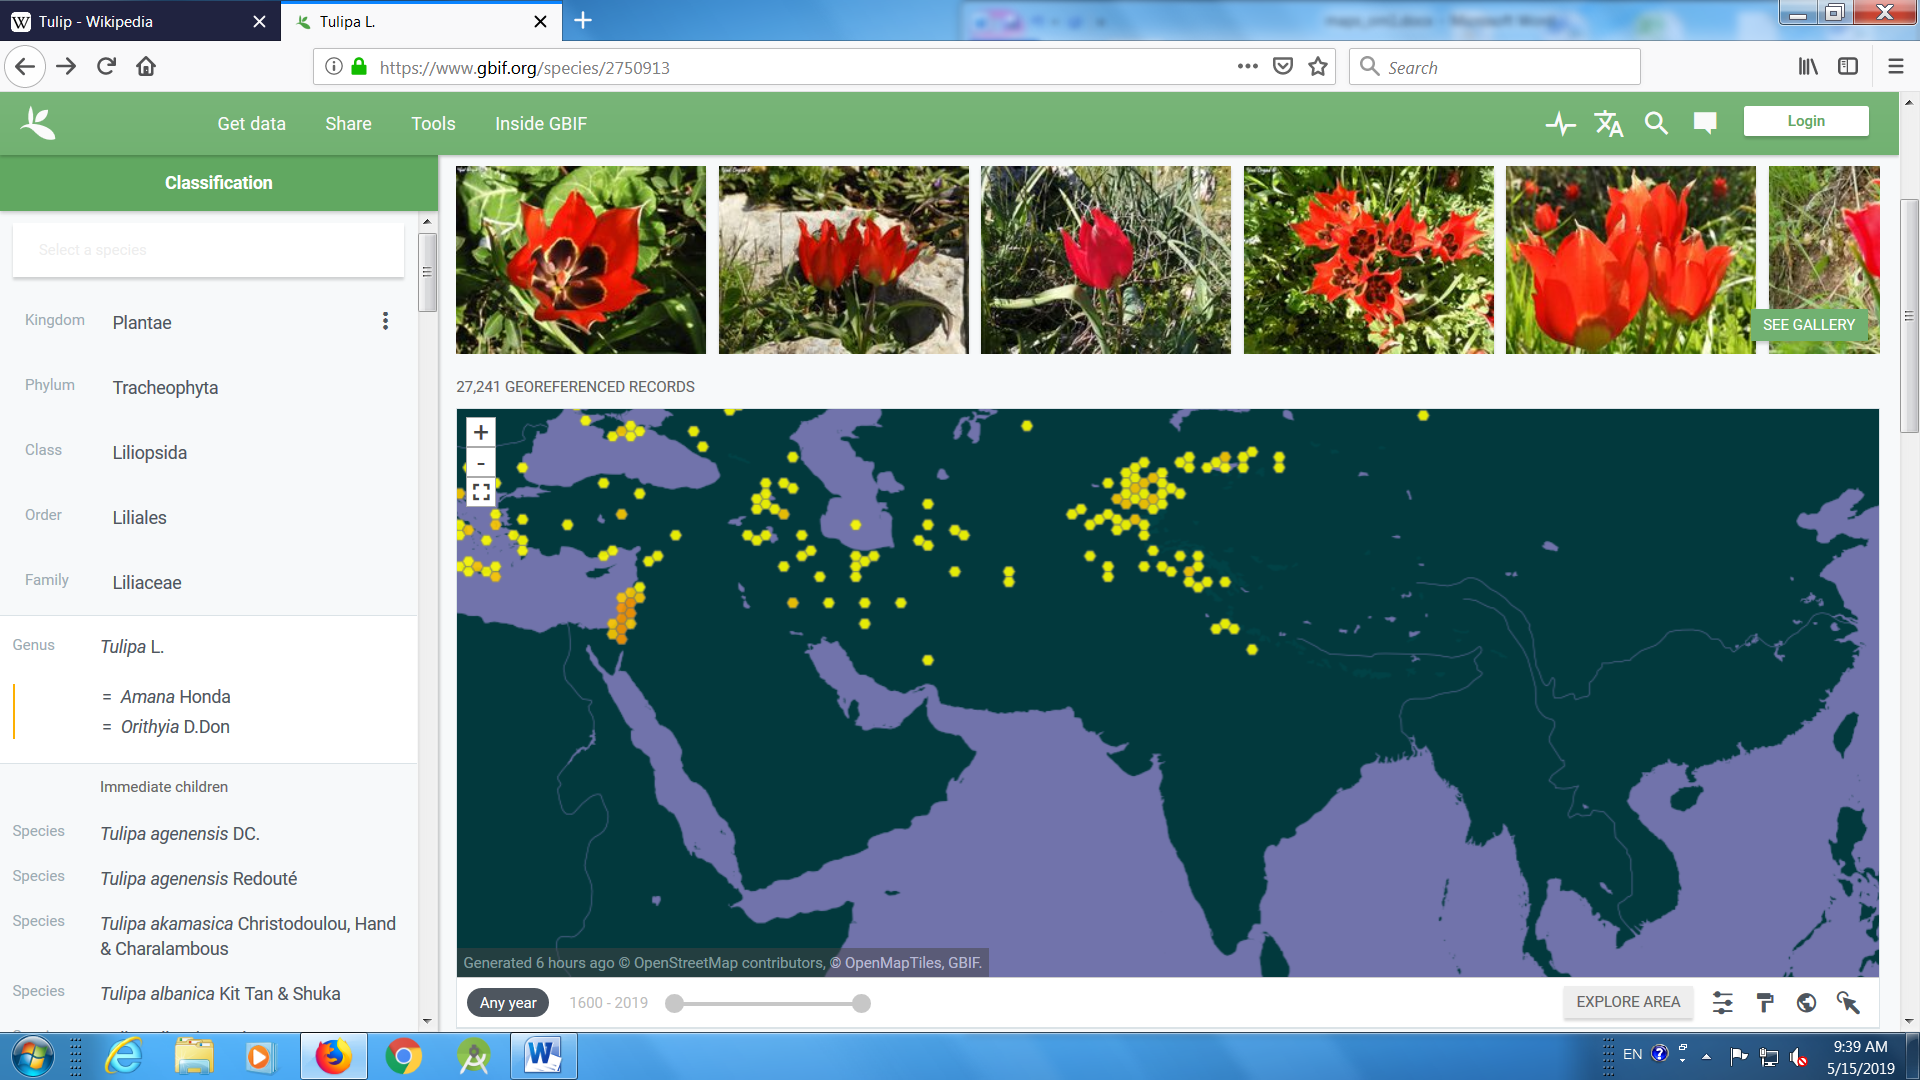 Tulip - Wikipedia
Tulipa L.
https://www.gbif.org/species/2750913
Search
Get data
Share
Tools
Inside GBIF
Login
Classification
Select a species
Kingdom Plantae
Phylum Tracheophyta
Class Liliopsida
Order Liliales
Family Liliaceae
Genus Tulipa L.
= Amana Honda
= Orithyia D.Don
Immediate children
Species Tulipa agenensis DC.
Species Tulipa agenensis Redouté
Species Tulipa akamasica Christodoulou, Hand
& Charalambous
Species Tulipa albanica Kit Tan & Shuka
SEE GALLERY
27,241 GEOREFERENCED RECORDS
+
-
Generated 6 hours ago © OpenStreetMap contributors, © OpenMapTiles, GBIF.
Any year
1600 - 2019
EXPLORE AREA
EN
9:39 AM
5/15/2019